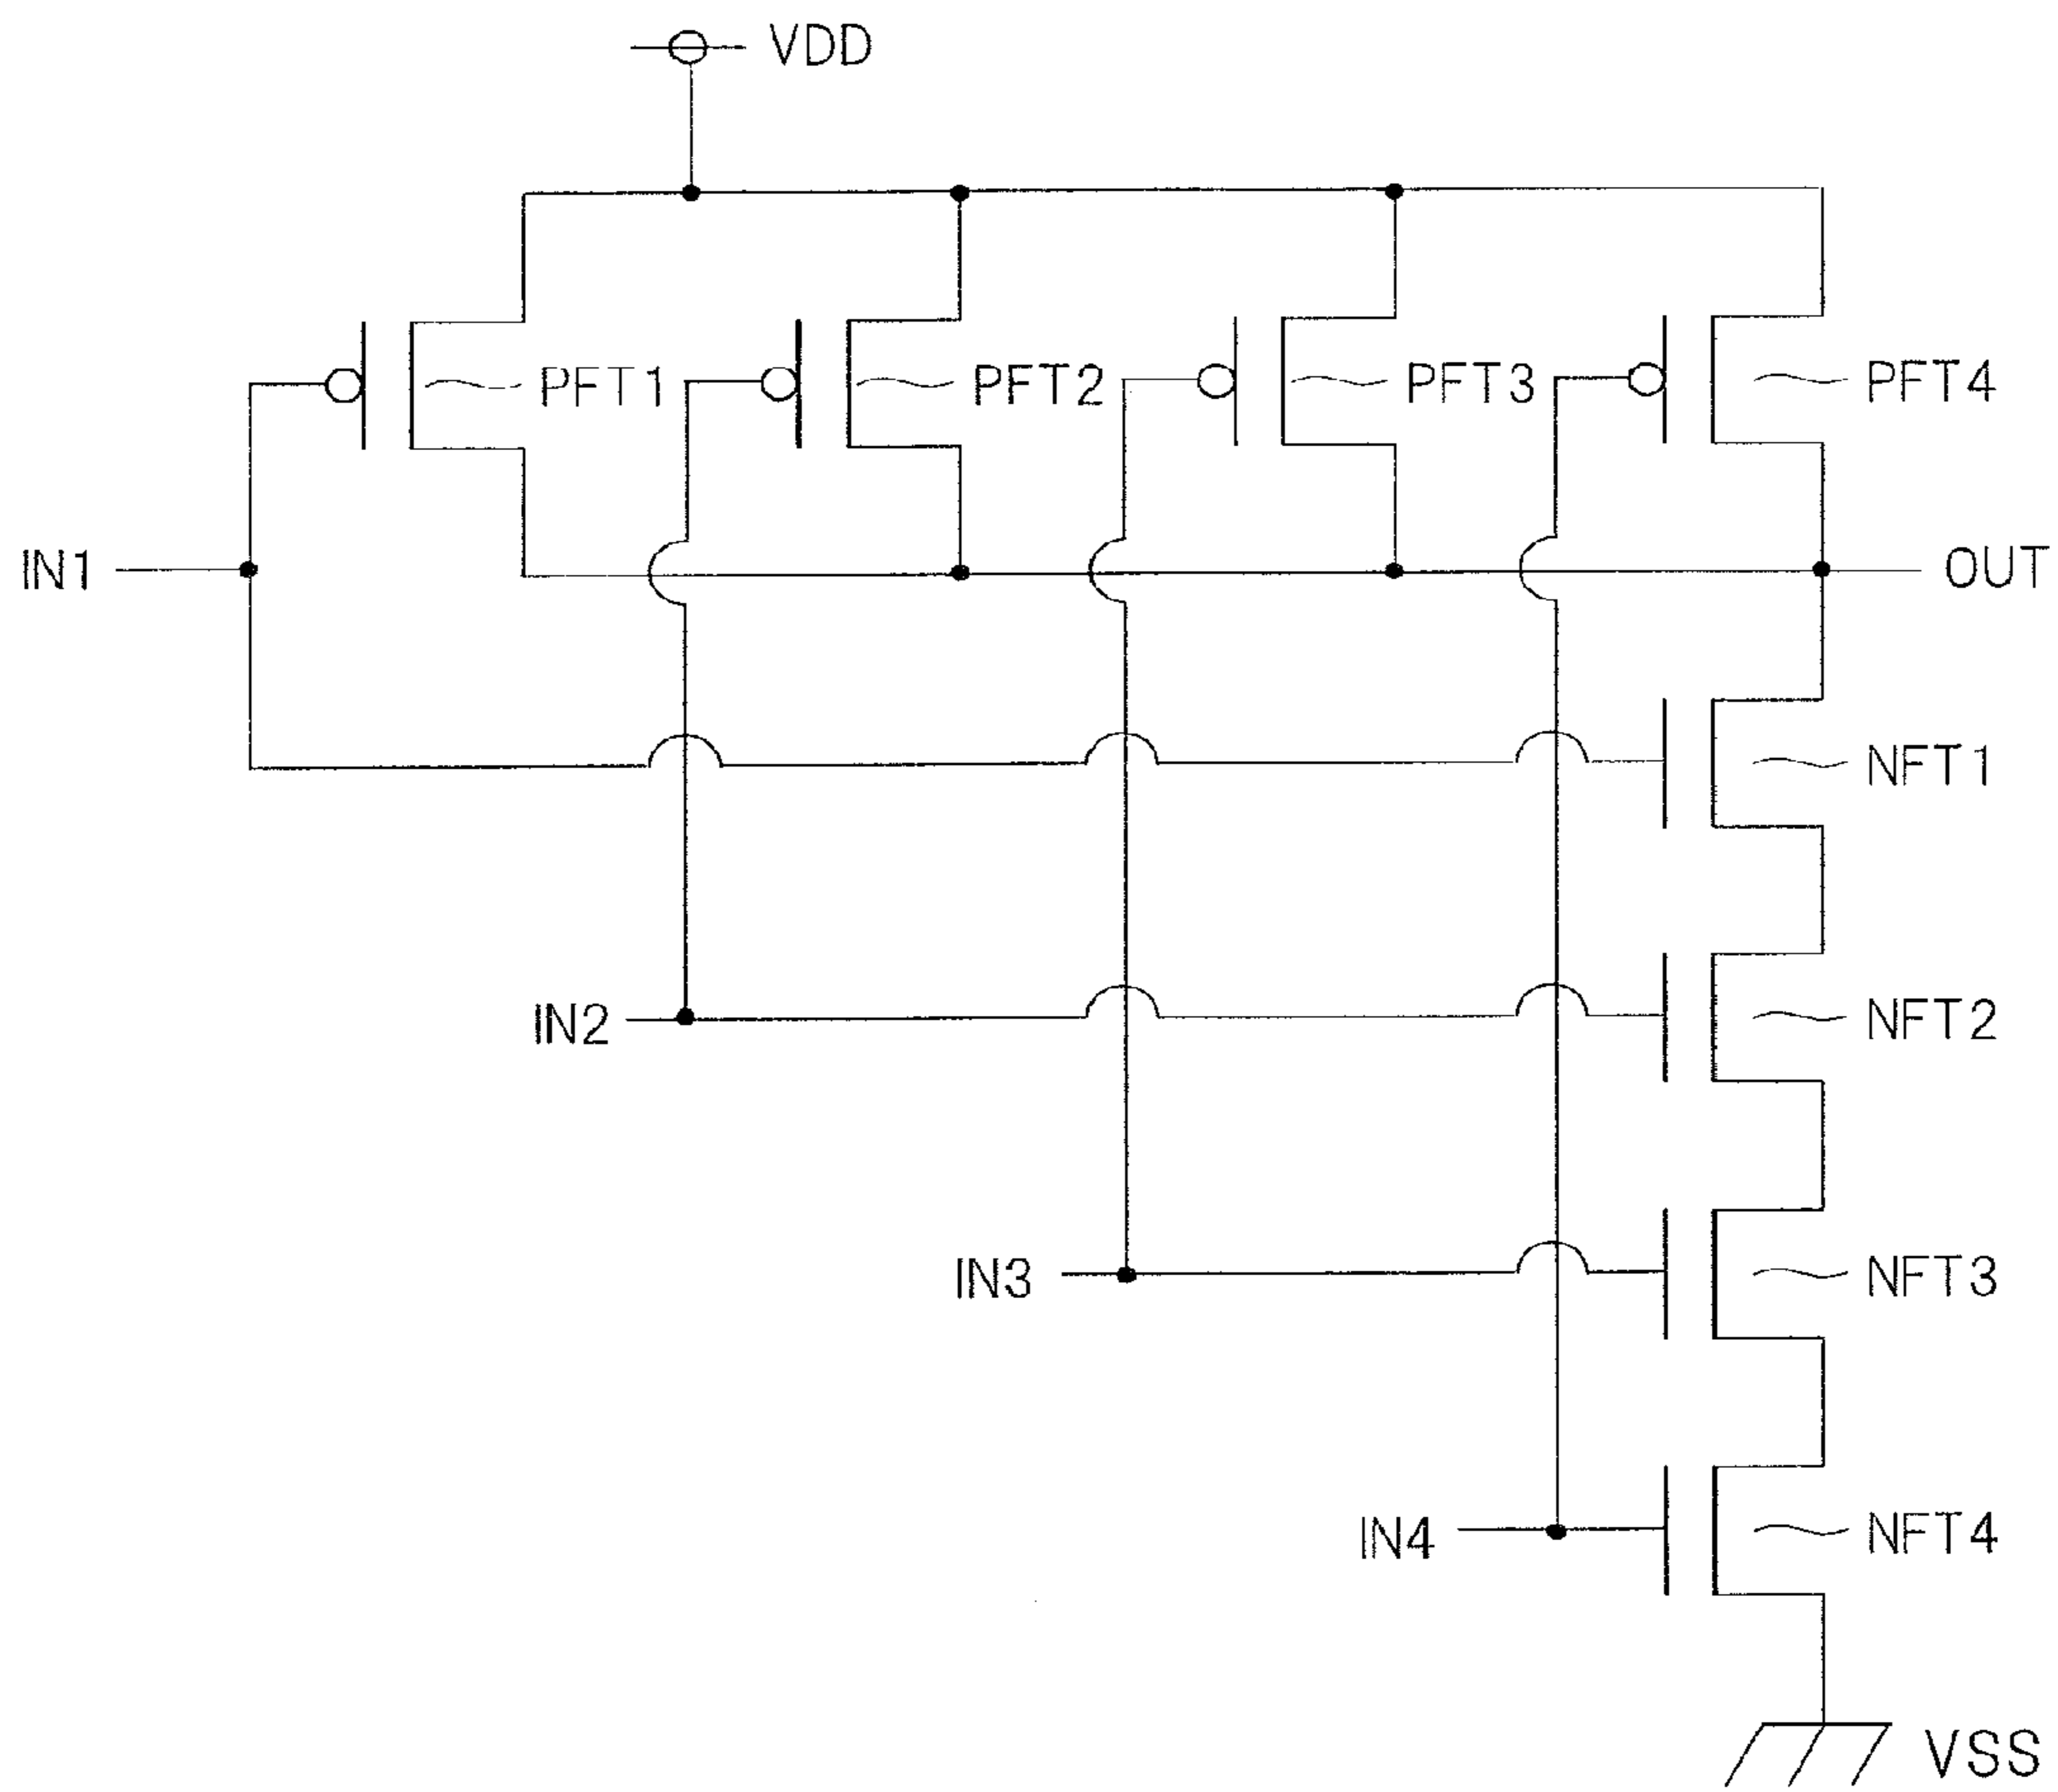 VDD
PFT1
PFT2
PFT3
PFT4
IN1
OUT
NFT1
IN2
NFT2
IN3
NFT3
IN4
NFT4
VSS